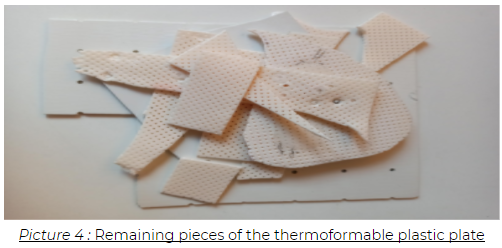 Picture 4 : Remaining pieces of the thermoformable plastic plate